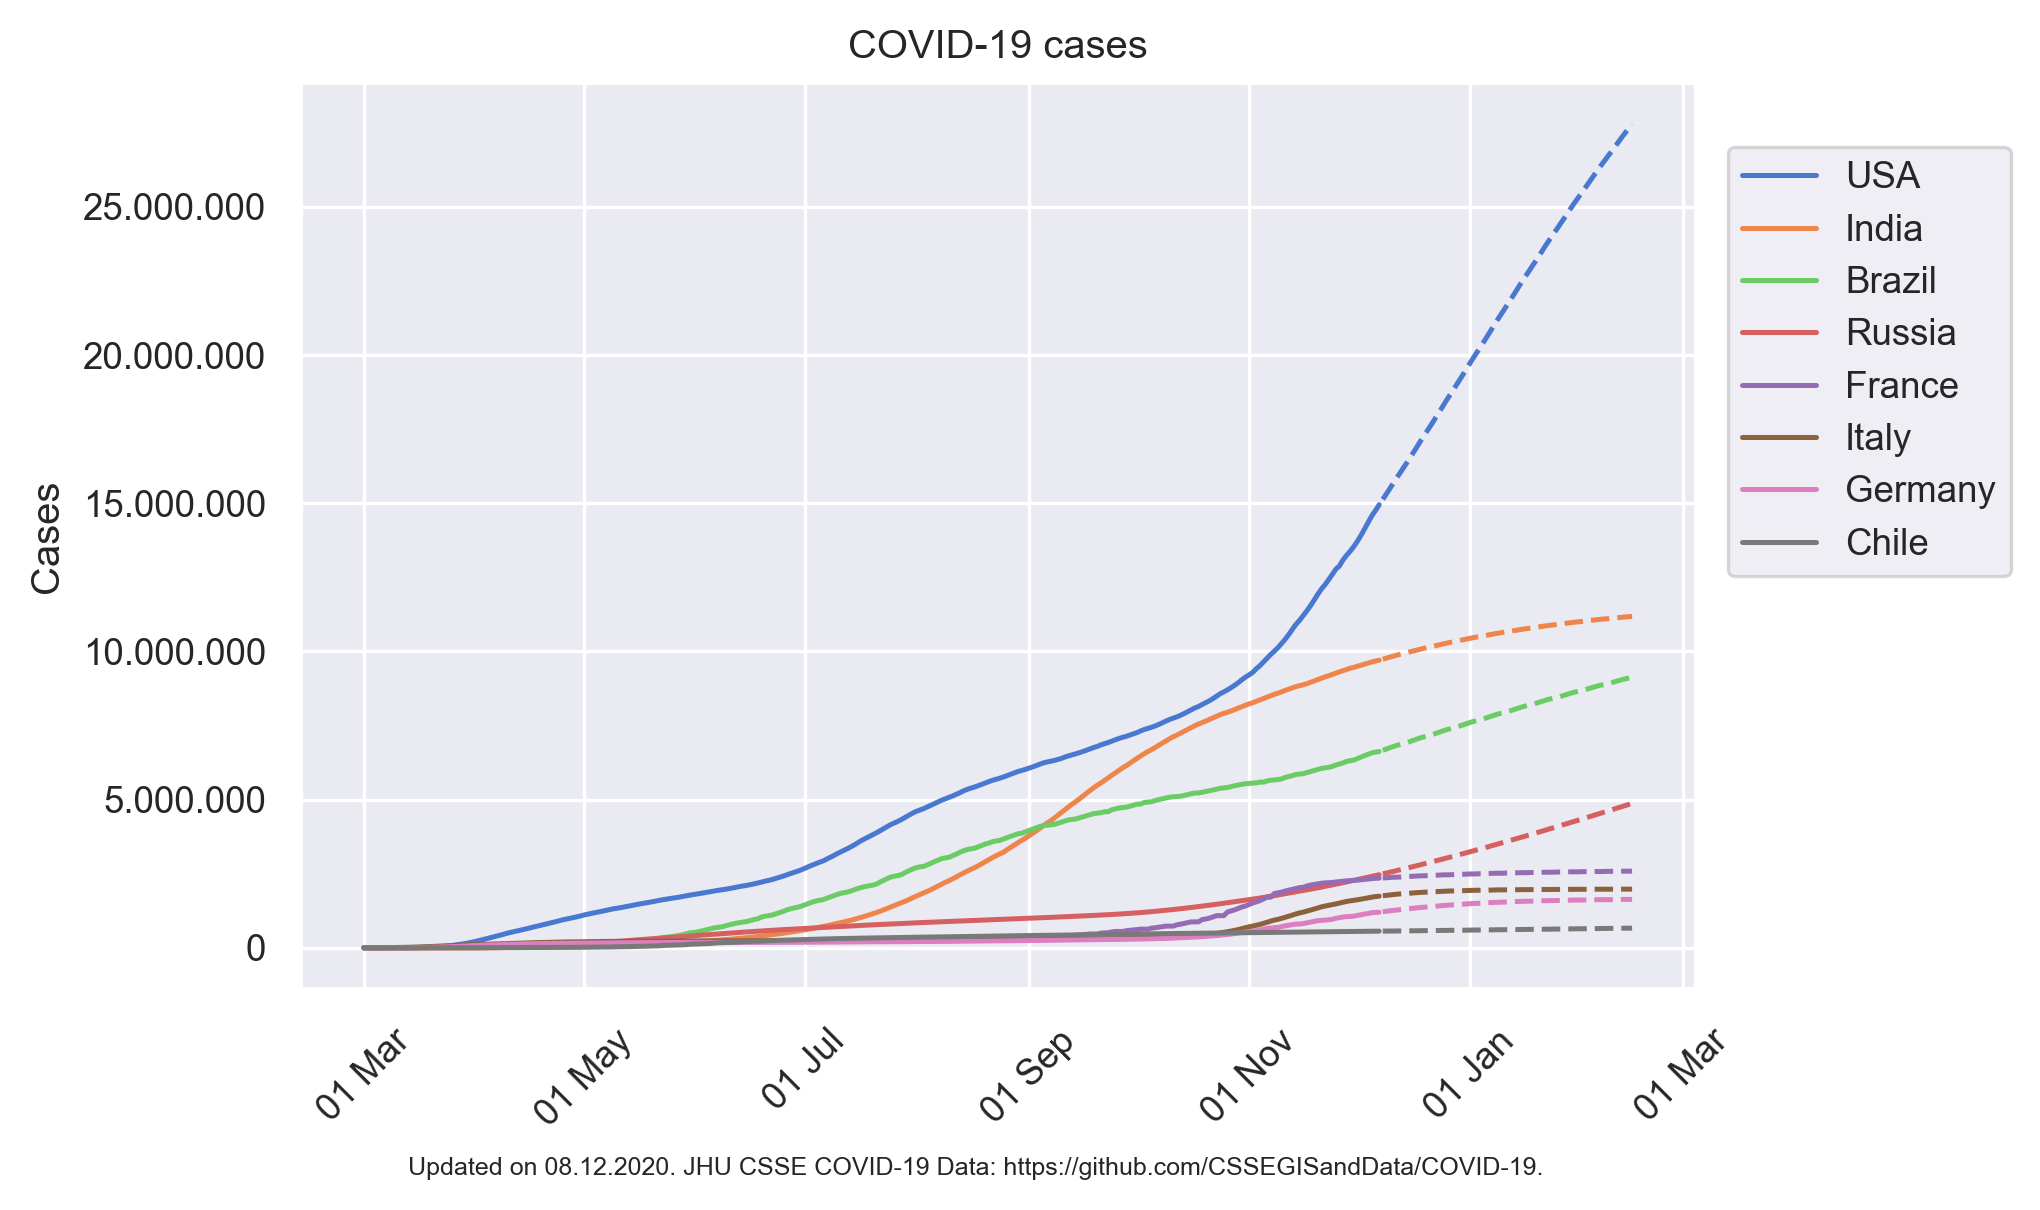 COVID-19 cases
Cases
25.000.000
20.000.000
15.000.000
10.000.000
5.000.000
0
01 Mar
01 May
01 Jul
01 Sep
01 Nov
01 Jan
01 Mar
USA
India
Brazil
Russia
France
Italy
Germany
Chile
Updated on 08.12.2020. JHU CSSE COVID-19 Data: https://github.com/CSSEGISandData/COVID-19.